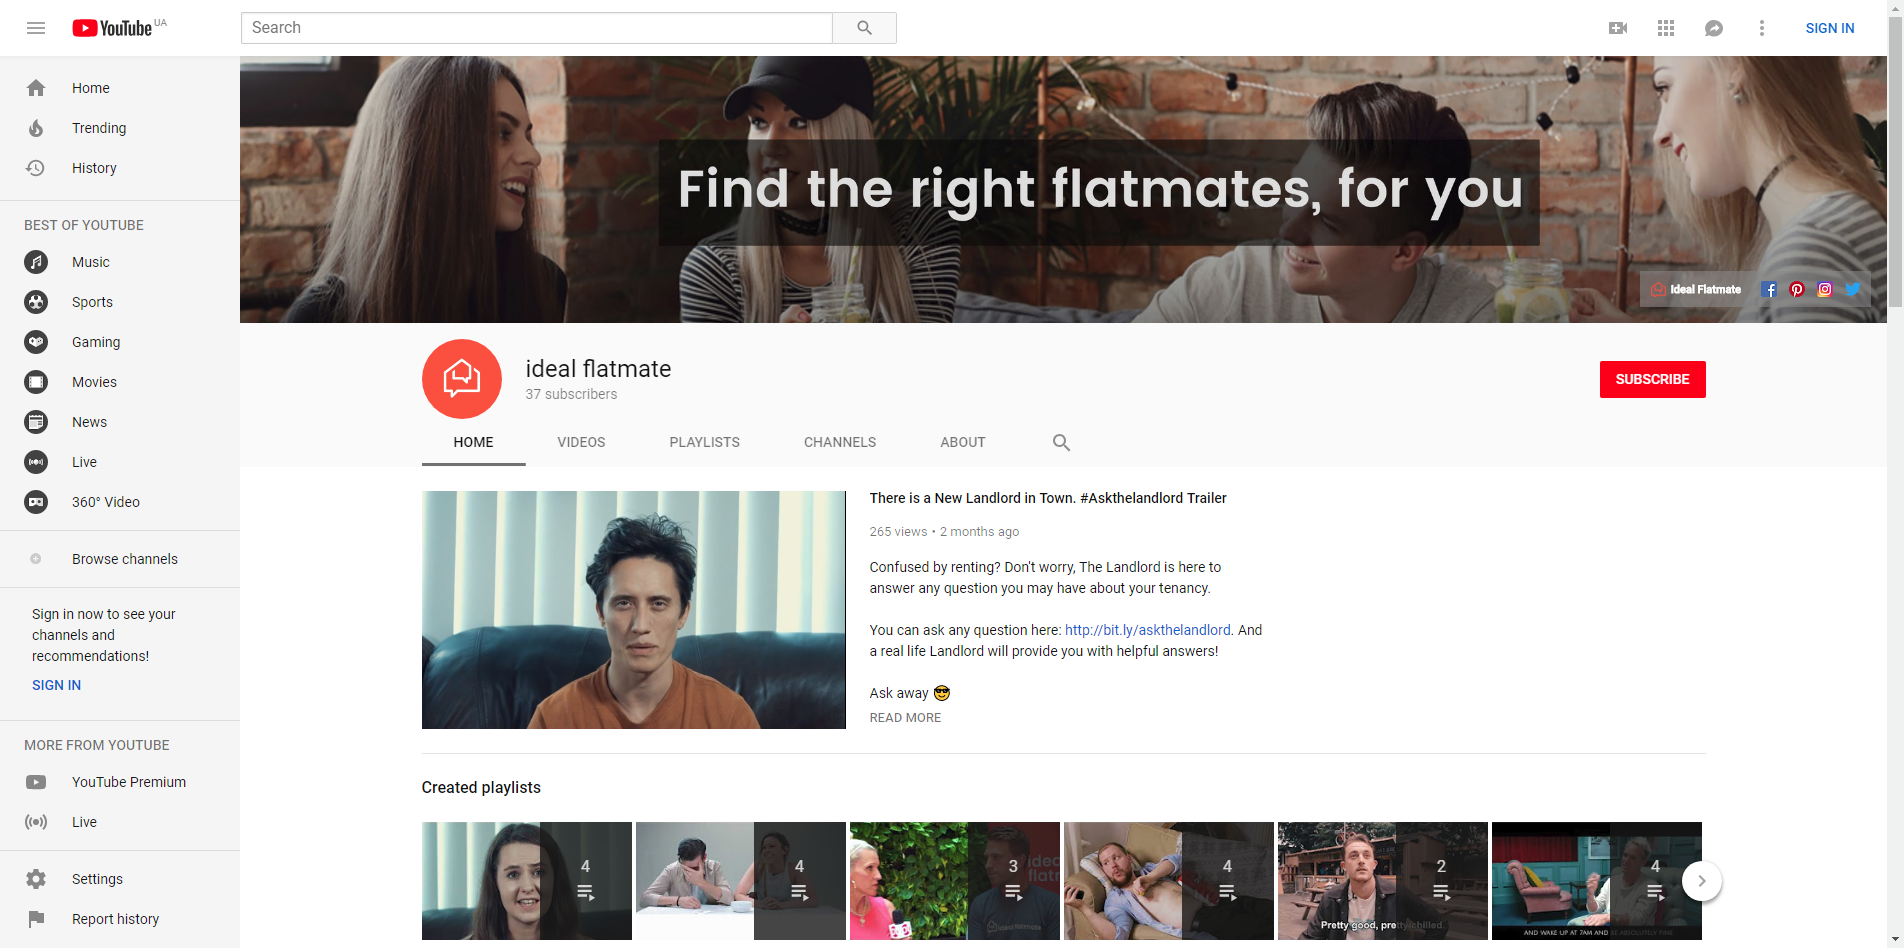 YouTube UA
Search
SIGN IN
Home
Trending
History
BEST OF YOUTUBE
Music
Sports
Gaming
Movies
News
Live
360° Video
Browse channels
Sign in now to see your
channels and
recommendations!
SIGN IN
MORE FROM YOUTUBE
YouTube Premium
Live
Settings
Report history
Find the right flatmates, for you
Ideal Flatmate
ideal flatmate
37 subscribers
SUBSCRIBE
HOME
VIDEOS
PLAYLISTS
CHANNELS
ABOUT
There is a New Landlord in Town. #Askthelandlord Trailer
265 views • 2 months ago
Confused by renting? Don't worry, The Landlord is here to
answer any question you may have about your tenancy.
You can ask any question here: http://bit.ly/askthelandlord. And
a real life Landlord will provide you with helpful answers!
Ask away 😎
READ MORE
Created playlists
4
4
3
4
2
4
Pretty good, pretty chilled.
AND WAKE UP AT 7AM AND BE ABSOLUTELY FINE